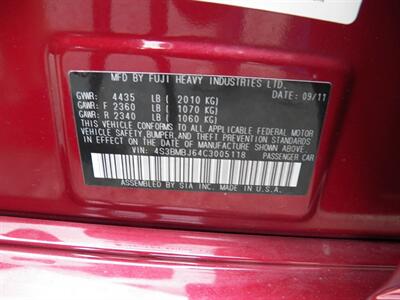 MFD BY FUJI HEAVY INDUSTRIES LTD.
GVWR: 4435 LB ( 2010 KG) DATE: 09/11
GAWR: F 2360 LB ( 1070 KG)
GAWR: R 2340 LB ( 1060 KG)
THIS VEHICLE CONFORMS TO ALL APPLICABLE FEDERAL MOTOR
VEHICLE SAFETY, BUMPER, AND THEFT PREVENTION STANDARDS
IN EFFECT ON THE DATE OF MANUFACTURE SHOWN ABOVE.
VIN: 4S3BMBJ64C3005118 PASSENGER CAR
ASSEMBLED BY SIA INC. MADE IN U.S.A.